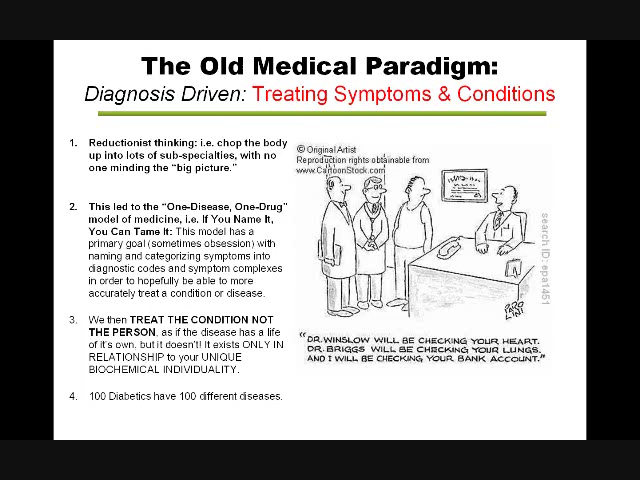 The Old Medical Paradigm:
Diagnosis Driven: Treating Symptoms & Conditions
1. Reductionist thinking: i.e. chop the body
up into lots of sub-specialties, with no
one minding the “big picture.”
2. This led to the “One-Disease, One-Drug”
model of medicine, i.e. If You Name It,
You Can Tame It: This model has a
primary goal (sometimes obsession) with
naming and categorizing symptoms into
diagnostic codes and symptom complexes
in order to hopefully be able to more
accurately treat a condition or disease.
3. We then TREAT THE CONDITION NOT
THE PERSON, as if the disease has a life
of it's own, but it doesn't! It exists ONLY IN
RELATIONSHIP to your UNIQUE
BIOCHEMICAL INDIVIDUALITY.
4. 100 Diabetics have 100 different diseases.
© Original Artist
Reproduction rights obtainable from
www.CartoonStock.com
search ID: epa1451
PARO
LINI
“DR. WINSLOW WILL BE CHECKING YOUR HEART.
DR. BRIGGS WILL BE CHECKING YOUR LUNGS.
AND I WILL BE CHECKING YOUR BANK ACCOUNT.”